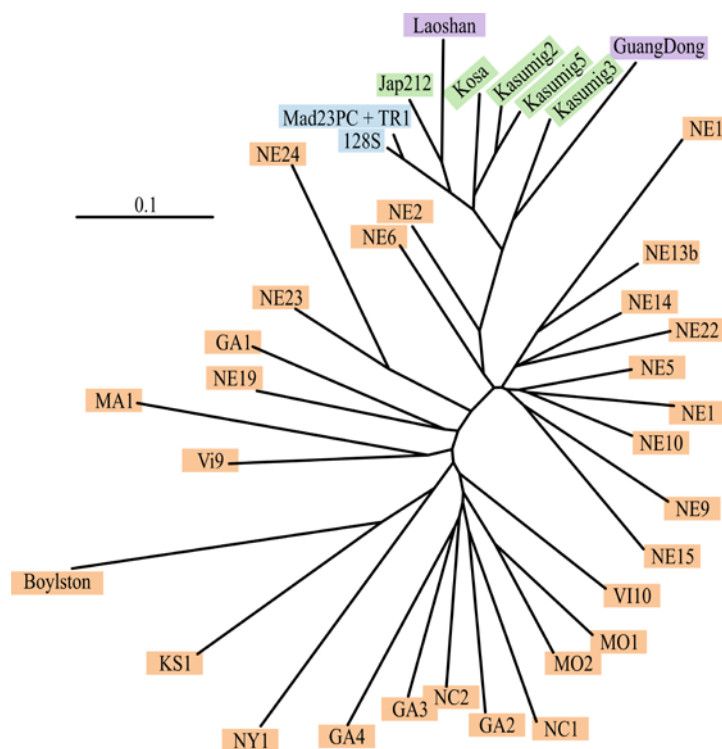 Laoshan
GuangDong
Kasumig2
Kosa
Kasumig5
Jap212
Kasumig3
Mad23PC + TR1
NE1
128S
NE24
0.1
NE2
NE6
NE13b
NE23
NE14
NE22
GA1
NE5
NE19
MA1
NE1
NE10
Vi9
NE9
NE15
Boylston
VI10
MO1
KS1
MO2
NC2
GA3
GA2
NC1
GA4
NY1